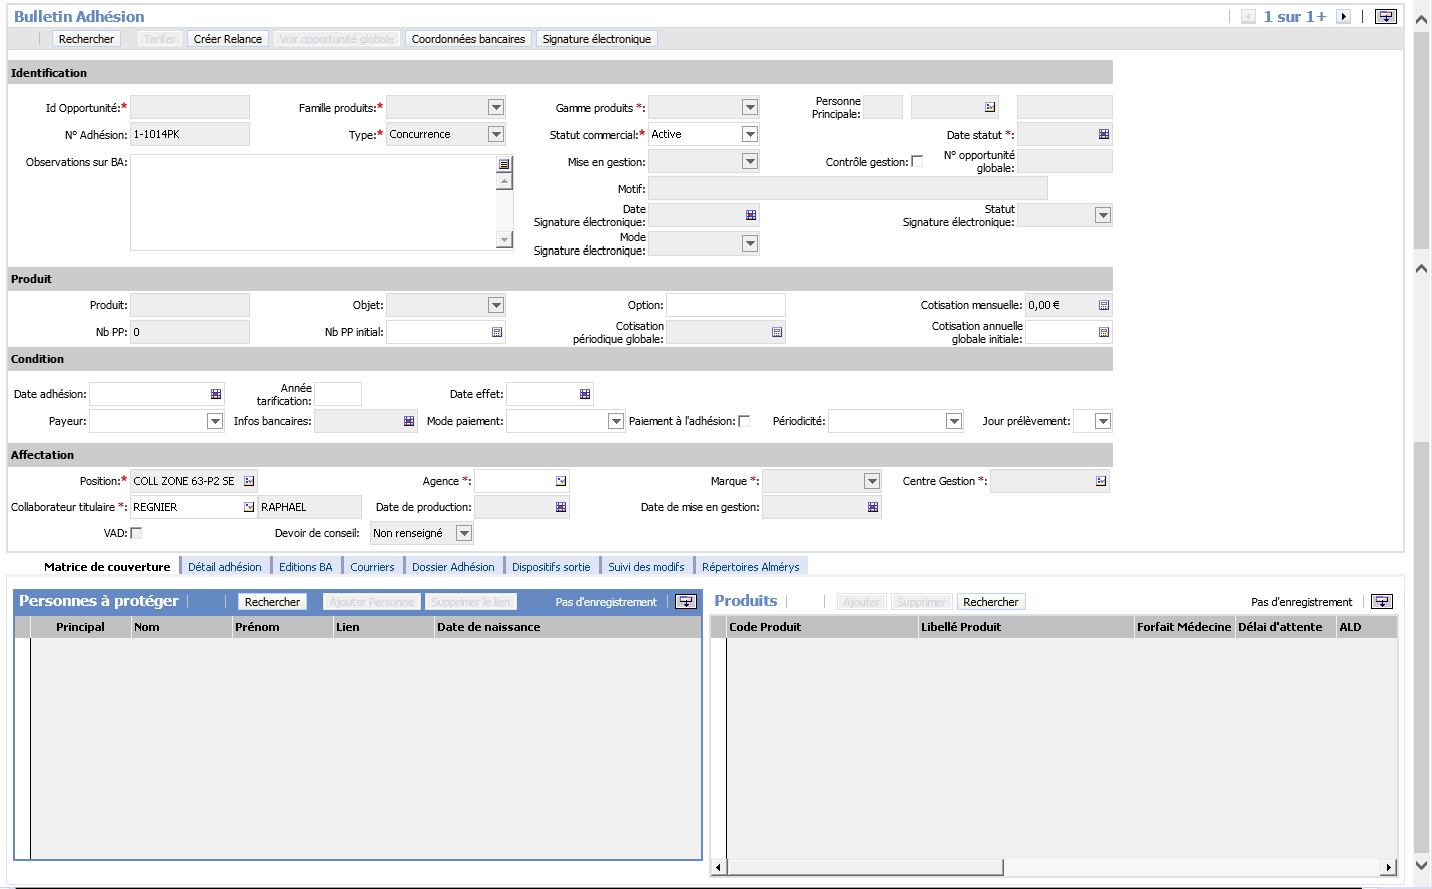 Bulletin Adhésion
1 sur 1+
Rechercher Tarifer Créer Relance Voir opportunité globale Coordonnées bancaires Signature électronique
Identification
Id Opportunité:* Famille produits:* Gamme produits *: Personne Principale:
N° Adhésion: 1-1014PK Type:* Concurrence Statut commercial:* Active Date statut *:
Observations sur BA: Mise en gestion: Contrôle gestion: N° opportunité globale:
Motif:
Date Signature électronique: Statut Signature électronique:
Mode Signature électronique:
Produit
Produit: Objet: Option: Cotisation mensuelle: 0,00 €
Nb PP: 0 Nb PP initial: Cotisation périodique globale: Cotisation annuelle globale initiale:
Condition
Date adhésion: Année tarification: Date effet:
Payeur: Infos bancaires: Mode paiement: Paiement à l'adhésion: Périodicité: Jour prélèvement:
Affectation
Position:* COLL ZONE 63-P2 SE Agence *: Marque *: Centre Gestion *:
Collaborateur titulaire *: REGNIER RAPHAEL Date de production: Date de mise en gestion:
VAD: Devoir de conseil: Non renseigné
Matrice de couverture Détail adhésion Editions BA Courriers Dossier Adhésion Dispositifs sortie Suivi des modifs Répertoires Almérys
Personnes à protéger Rechercher Ajouter Personne Supprimer le lien Pas d'enregistrement
Principal Nom Prénom Lien Date de naissance
Produits Ajouter Supprimer Rechercher Pas d'enregistrement
Code Produit Libellé Produit Forfait Médecine Délai d'attente ALD